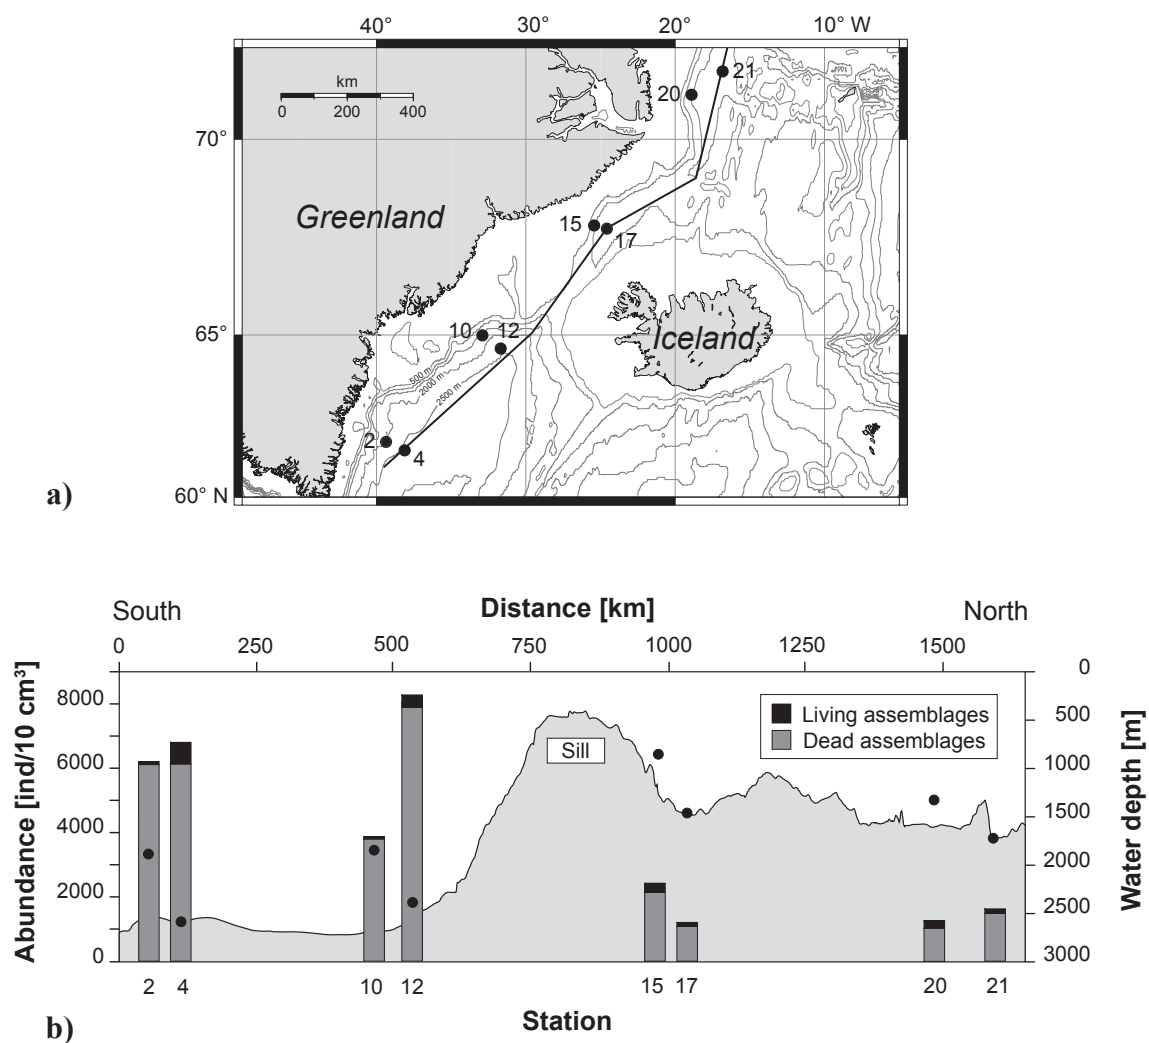 40° 30° 20° 10° W
km
0 200 400
21
20
70°
Greenland
15
17
10 12
65°
Iceland
500 m
2000 m
2500 m
2
4
60° N
a)
South Distance [km] North
0 250 500 750 1000 1250 1500
Abundance [ind/10 cm³]
8000
6000
4000
2000
0
Living assemblages
Dead assemblages
Sill
0
500
1000
1500
2000
2500
3000
Water depth [m]
2 4 10 12 15 17 20 21
Station
b)